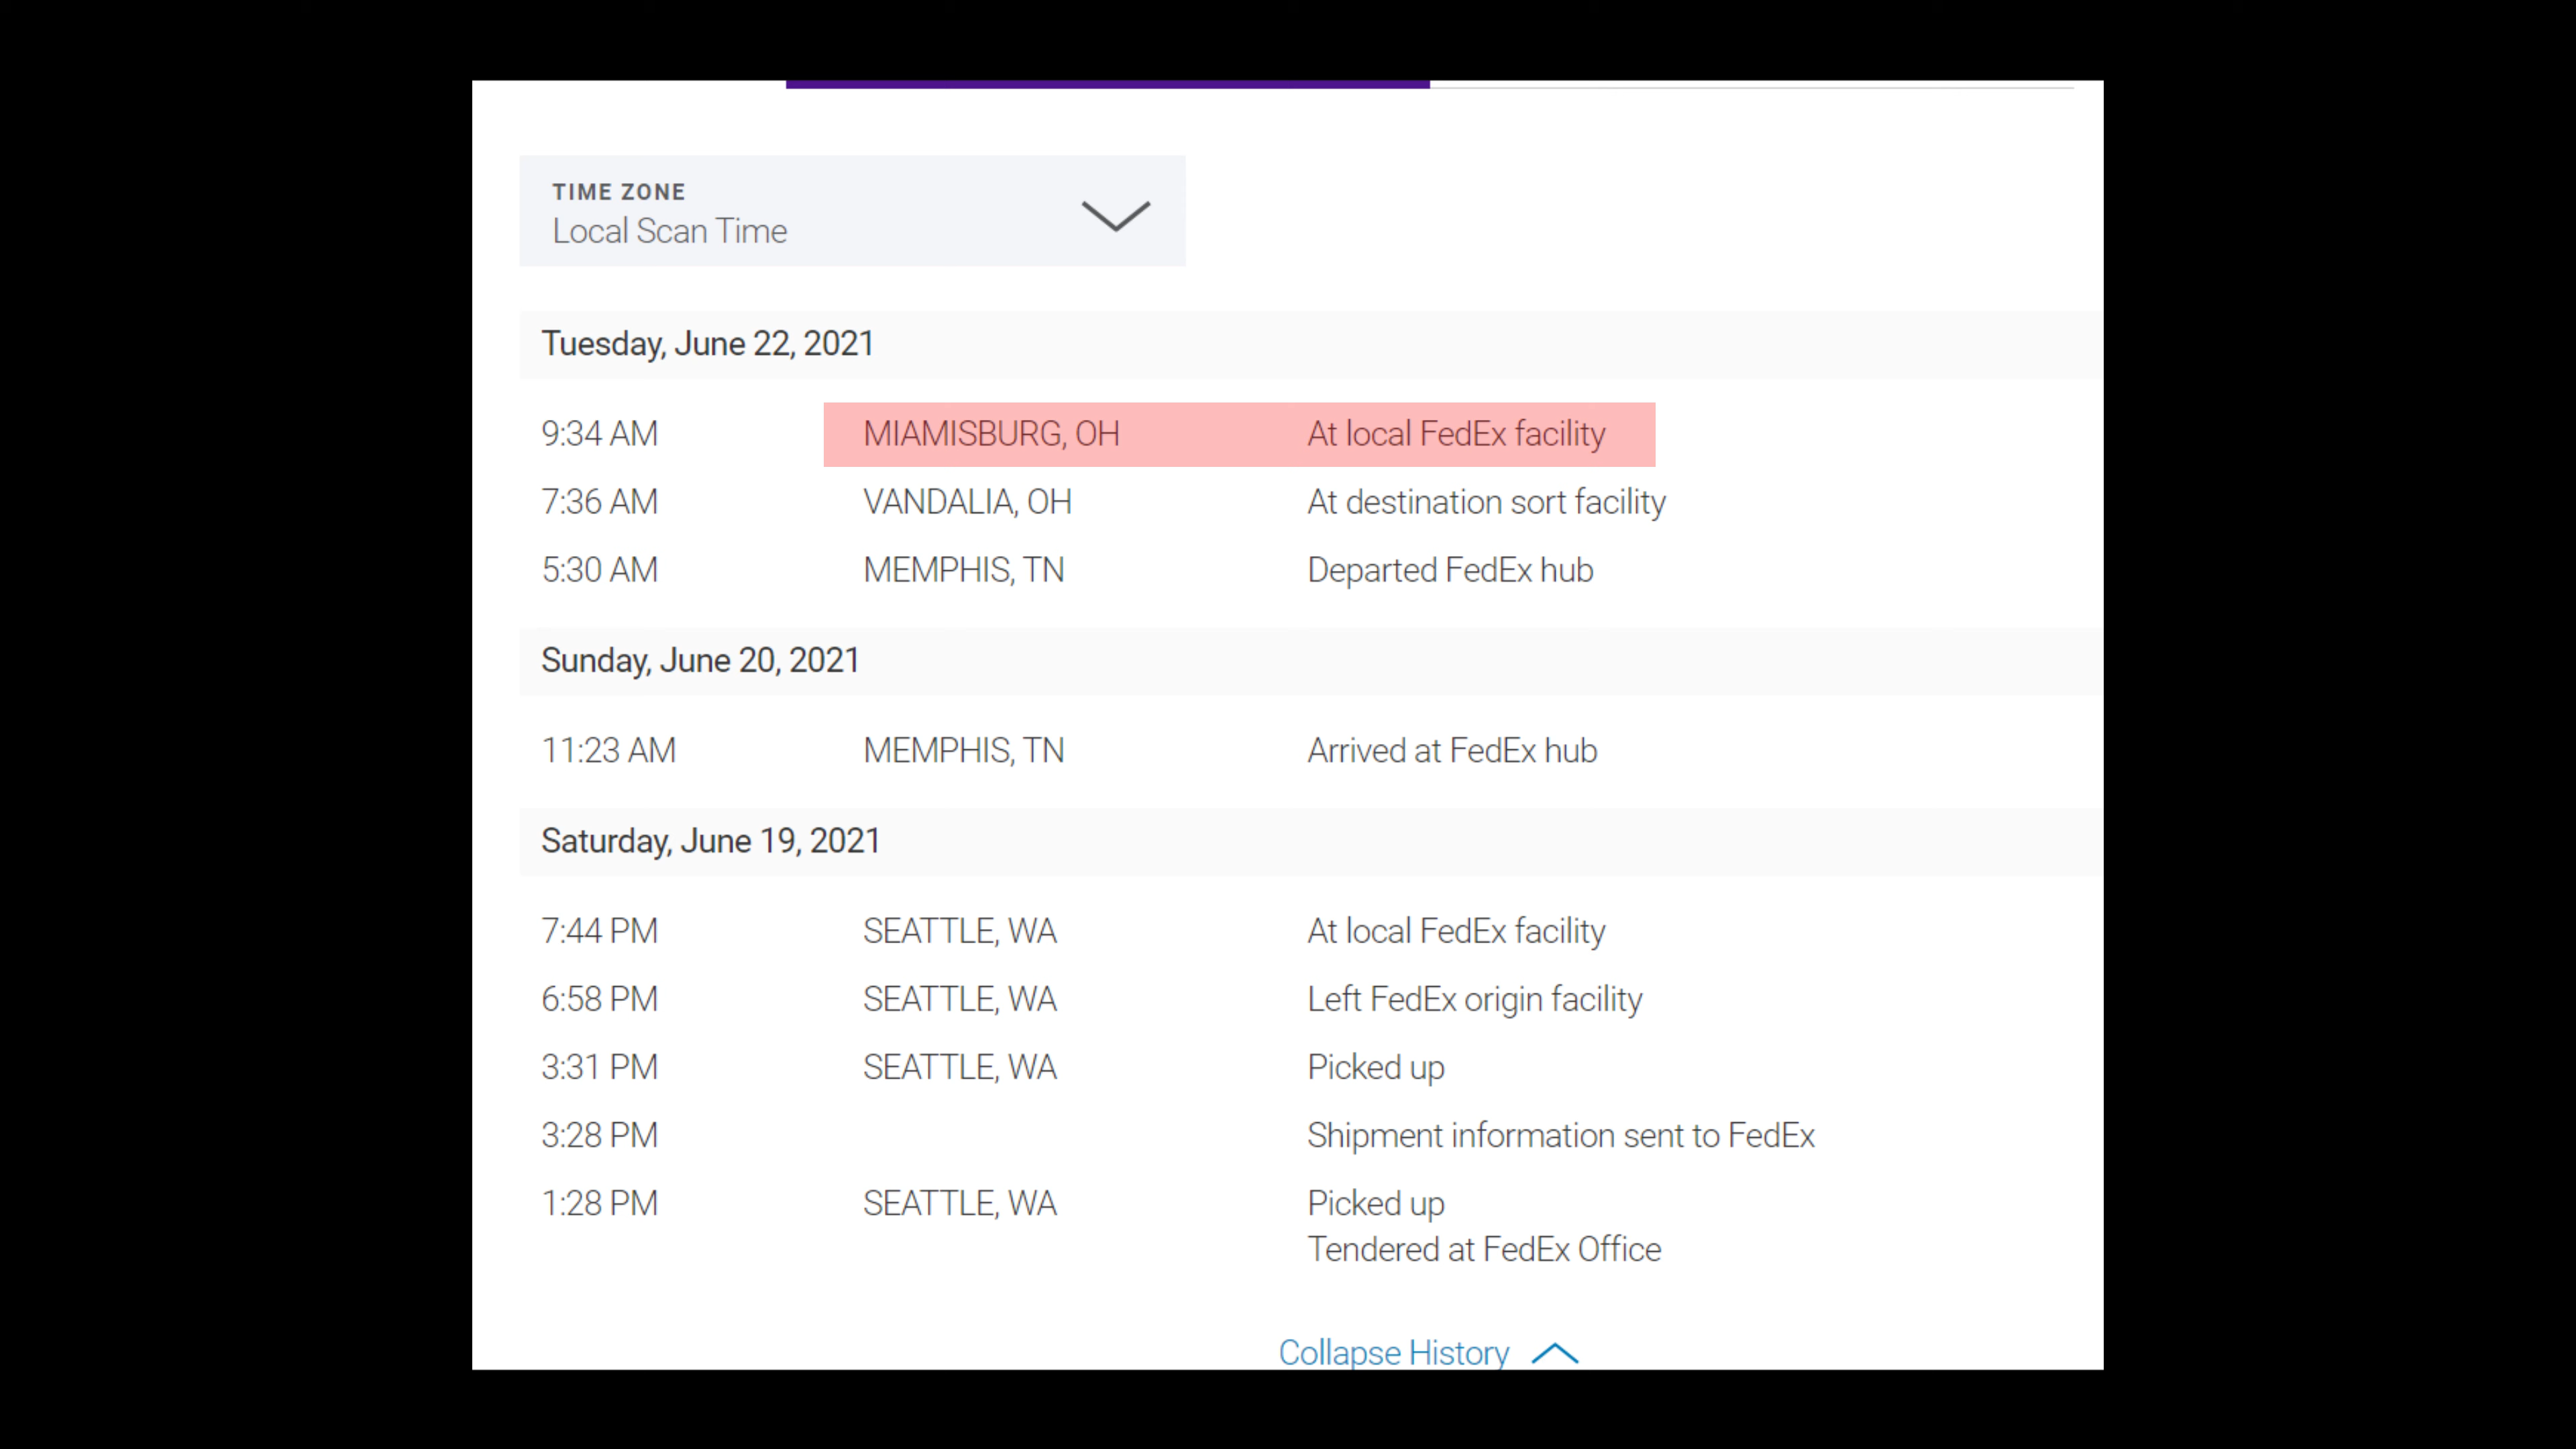 TIME ZONE
Local Scan Time
Tuesday, June 22, 2021
9:34 AM MIAMISBURG, OH At local FedEx facility
7:36 AM VANDALIA, OH At destination sort facility
5:30 AM MEMPHIS, TN Departed FedEx hub
Sunday, June 20, 2021
11:23 AM MEMPHIS, TN Arrived at FedEx hub
Saturday, June 19, 2021
7:44 PM SEATTLE, WA At local FedEx facility
6:58 PM SEATTLE, WA Left FedEx origin facility
3:31 PM SEATTLE, WA Picked up
3:28 PM Shipment information sent to FedEx
1:28 PM SEATTLE, WA Picked up
Tendered at FedEx Office
Collapse History